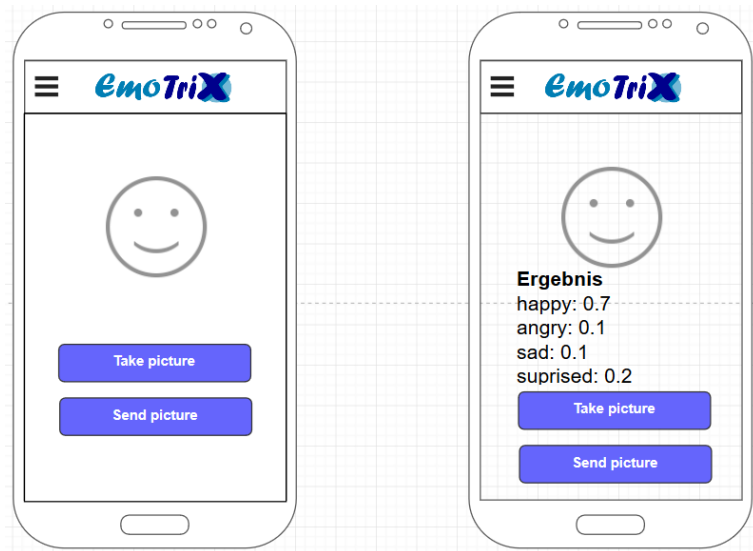 EmoTriX
Take picture
Send picture
EmoTriX
Ergebnis
happy: 0.7
angry: 0.1
sad: 0.1
suprised: 0.2
Take picture
Send picture